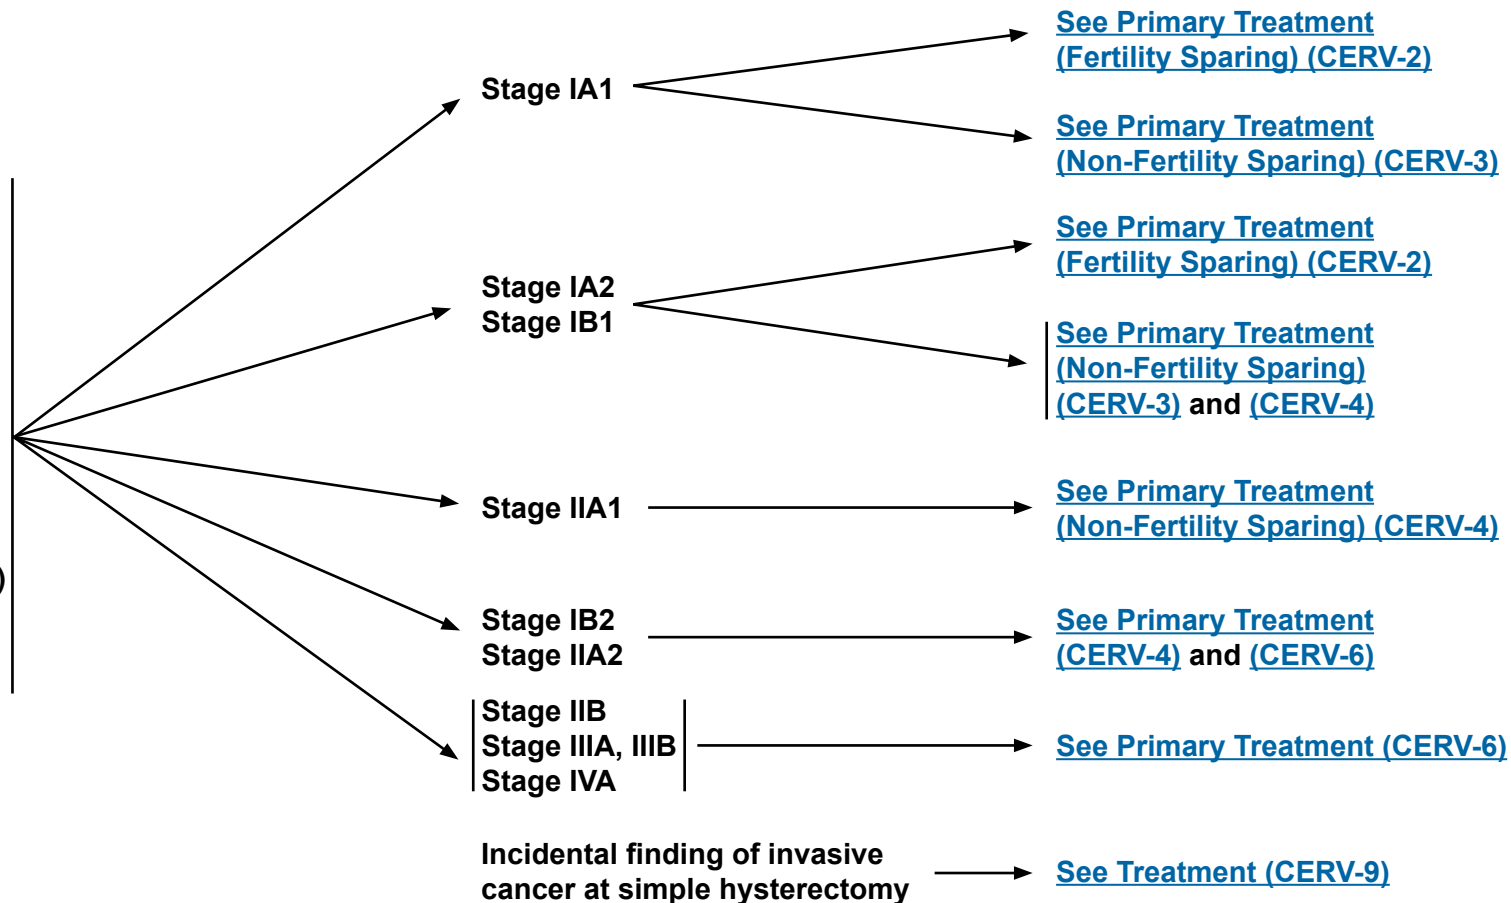 See Primary Treatment
(Fertility Sparing) (CERV-2)
Stage IA1
See Primary Treatment
(Non-Fertility Sparing) (CERV-3)
See Primary Treatment
(Fertility Sparing) (CERV-2)
Stage IA2
Stage IB1
See Primary Treatment
(Non-Fertility Sparing)
(CERV-3) and (CERV-4)
Stage IIA1
See Primary Treatment
(Non-Fertility Sparing) (CERV-4)
)
Stage IB2
Stage IIA2
See Primary Treatment
(CERV-4) and (CERV-6)
Stage IIB
Stage IIIA, IIIB
Stage IVA
See Primary Treatment (CERV-6)
Incidental finding of invasive
cancer at simple hysterectomy
See Treatment (CERV-9)